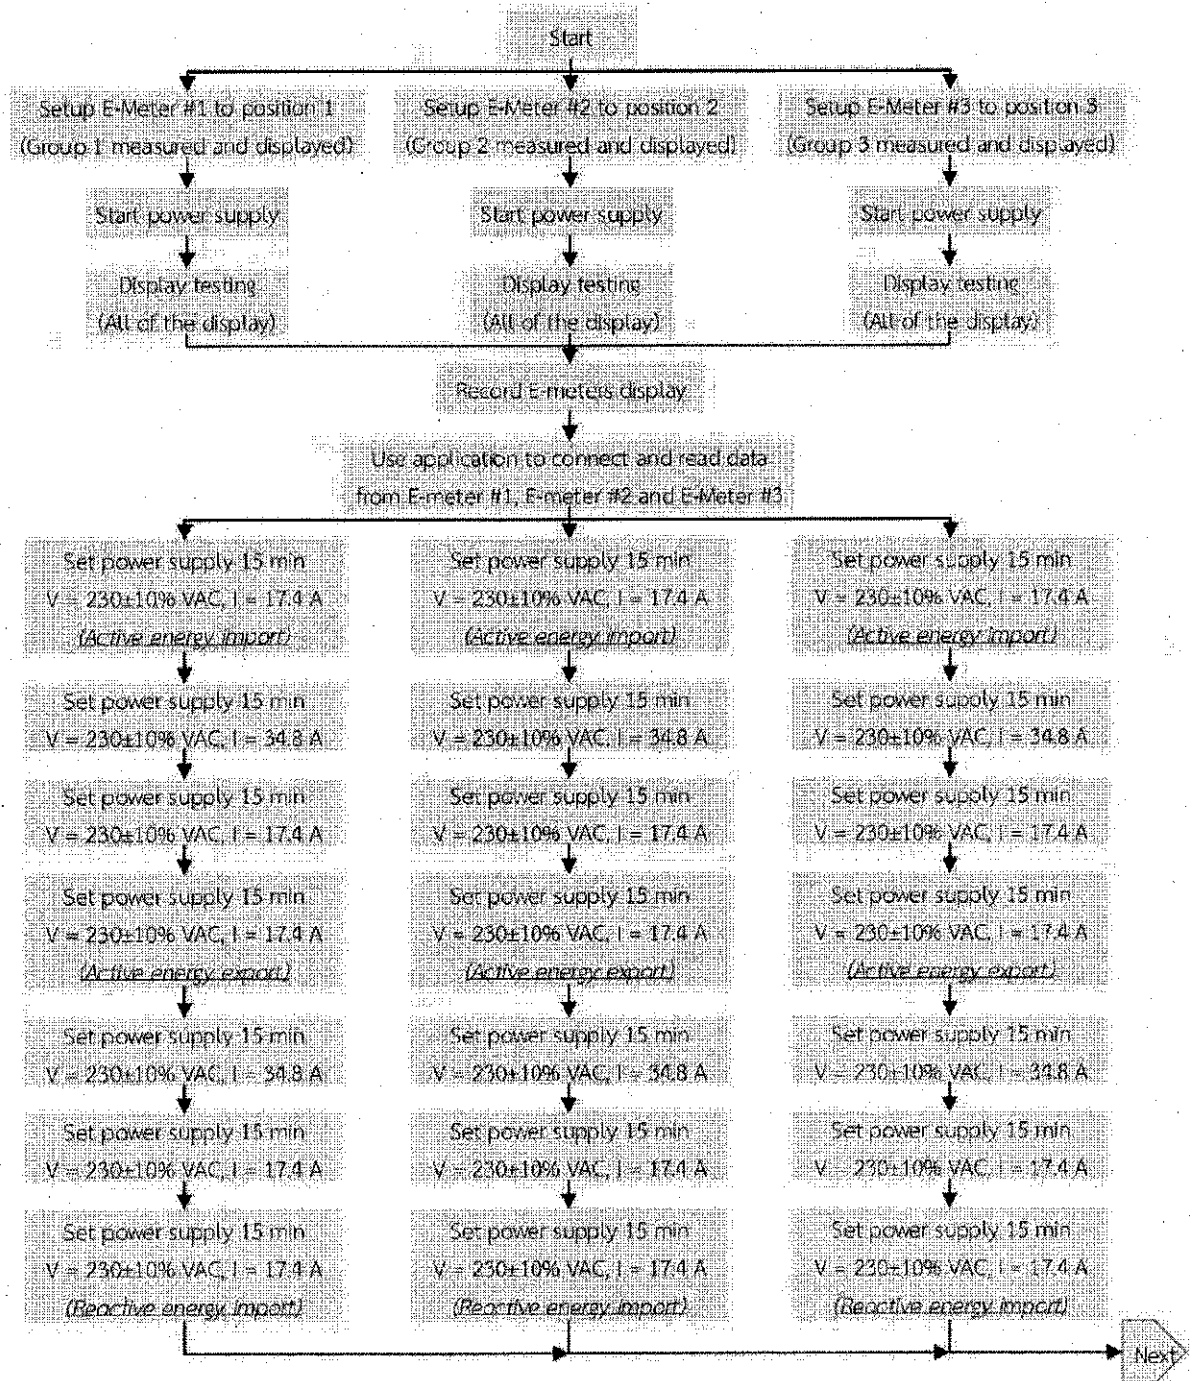 Start
Setup E-Meter #1 to position 1
(Group 1 measured and displayed)
Setup E-Meter #2 to position 2
(Group 2 measured and displayed)
Setup E-Meter #3 to position 3
(Group 3 measured and displayed)
Start power supply
Start power supply
Start power supply
Display testing
(All of the display)
Display testing
(All of the display)
Display testing
(All of the display)
Record E-meters display
Use application to connect and read data
from E-meter #1, E-meter #2 and E-Meter #3
Set power supply 15 min
V = 230±10% VAC, I = 17.4 A
(Active energy import)
Set power supply 15 min
V = 230±10% VAC, I = 17.4 A
(Active energy import)
Set power supply 15 min
V = 230±10% VAC, I = 17.4 A
(Active energy import)
Set power supply 15 min
V = 230±10% VAC, I = 34.8 A
Set power supply 15 min
V = 230±10% VAC, I = 34.8 A
Set power supply 15 min
V = 230±10% VAC, I = 34.8 A
Set power supply 15 min
V = 230±10% VAC, I = 17.4 A
Set power supply 15 min
V = 230±10% VAC, I = 17.4 A
Set power supply 15 min
V = 230±10% VAC, I = 17.4 A
Set power supply 15 min
V = 230±10% VAC, I = 17.4 A
(Active energy export)
Set power supply 15 min
V = 230±10% VAC, I = 17.4 A
(Active energy export)
Set power supply 15 min
V = 230±10% VAC, I = 17.4 A
(Active energy export)
Set power supply 15 min
V = 230±10% VAC, I = 34.8 A
Set power supply 15 min
V = 230±10% VAC, I = 34.8 A
Set power supply 15 min
V = 230±10% VAC, I = 34.8 A
Set power supply 15 min
V = 230±10% VAC, I = 17.4 A
Set power supply 15 min
V = 230±10% VAC, I = 17.4 A
Set power supply 15 min
V = 230±10% VAC, I = 17.4 A
Set power supply 15 min
V = 230±10% VAC, I = 17.4 A
(Reactive energy import)
Set power supply 15 min
V = 230±10% VAC, I = 17.4 A
(Reactive energy import)
Set power supply 15 min
V = 230±10% VAC, I = 17.4 A
(Reactive energy import)
Next